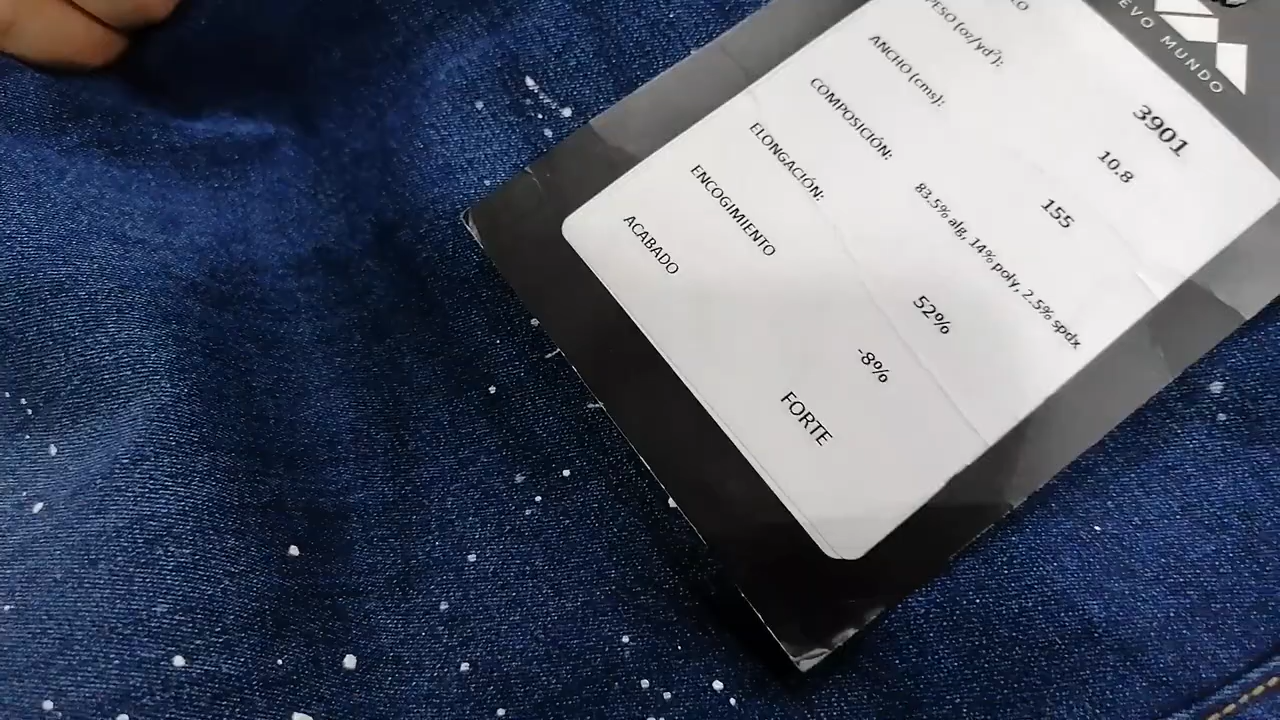 EVO MUNDO
3901
PESO (oz/yd²): 10.8
ANCHO (cms): 155
COMPOSICIÓN: 83.5% alg, 14% poly, 2.5% spdx
ELONGACIÓN: 52%
ENCOGIMIENTO -8%
ACABADO FORTE